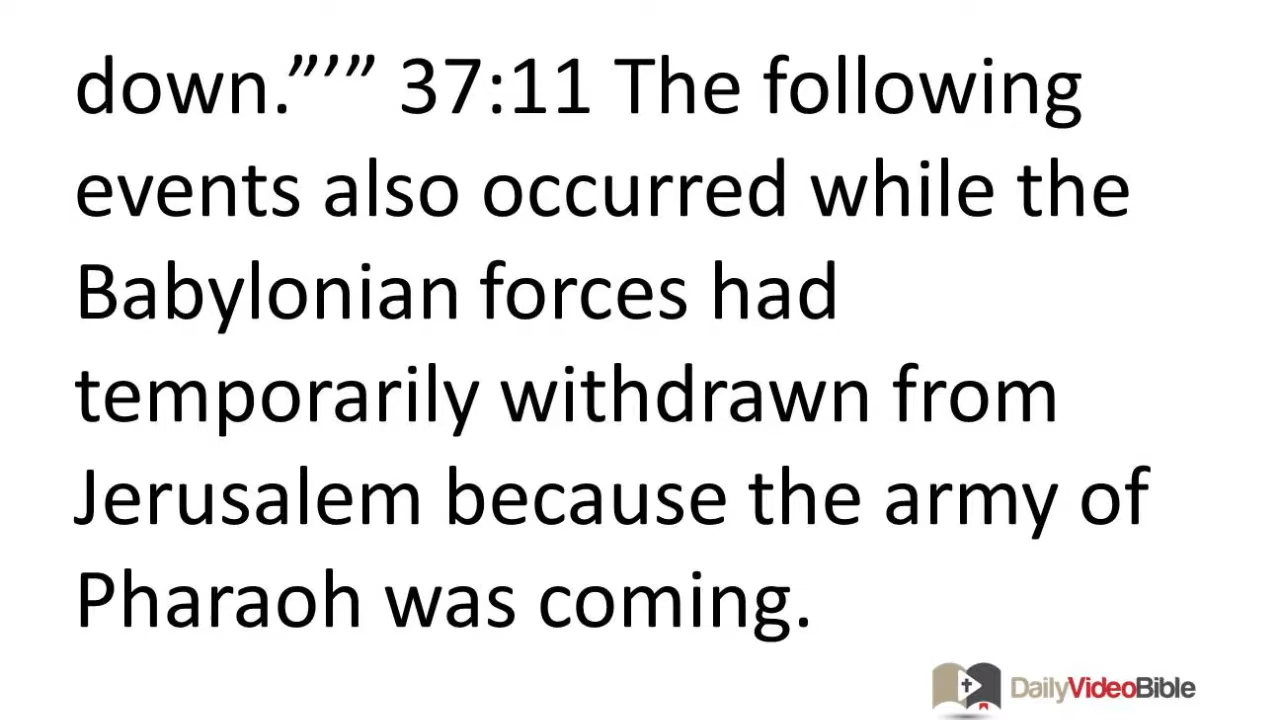 down.”’” 37:11 The following
events also occurred while the
Babylonian forces had
temporarily withdrawn from
Jerusalem because the army of
Pharaoh was coming.
DailyVideoBible